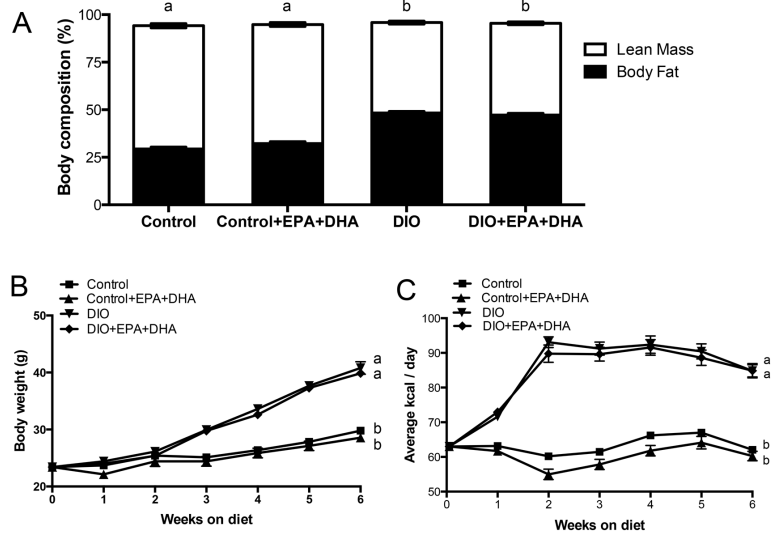 A
a
a
b
b
100
75
50
25
0
Body composition (%)
Lean Mass
Body Fat
Control
Control+EPA+DHA
DIO
DIO+EPA+DHA
B
Control
Control+EPA+DHA
DIO
DIO+EPA+DHA
50
40
30
20
Body weight (g)
a
a
b
b
0 1 2 3 4 5 6
Weeks on diet
C
Control
Control+EPA+DHA
DIO
DIO+EPA+DHA
100
90
80
70
60
50
Average kcal / day
a
a
b
b
0 1 2 3 4 5 6
Weeks on diet